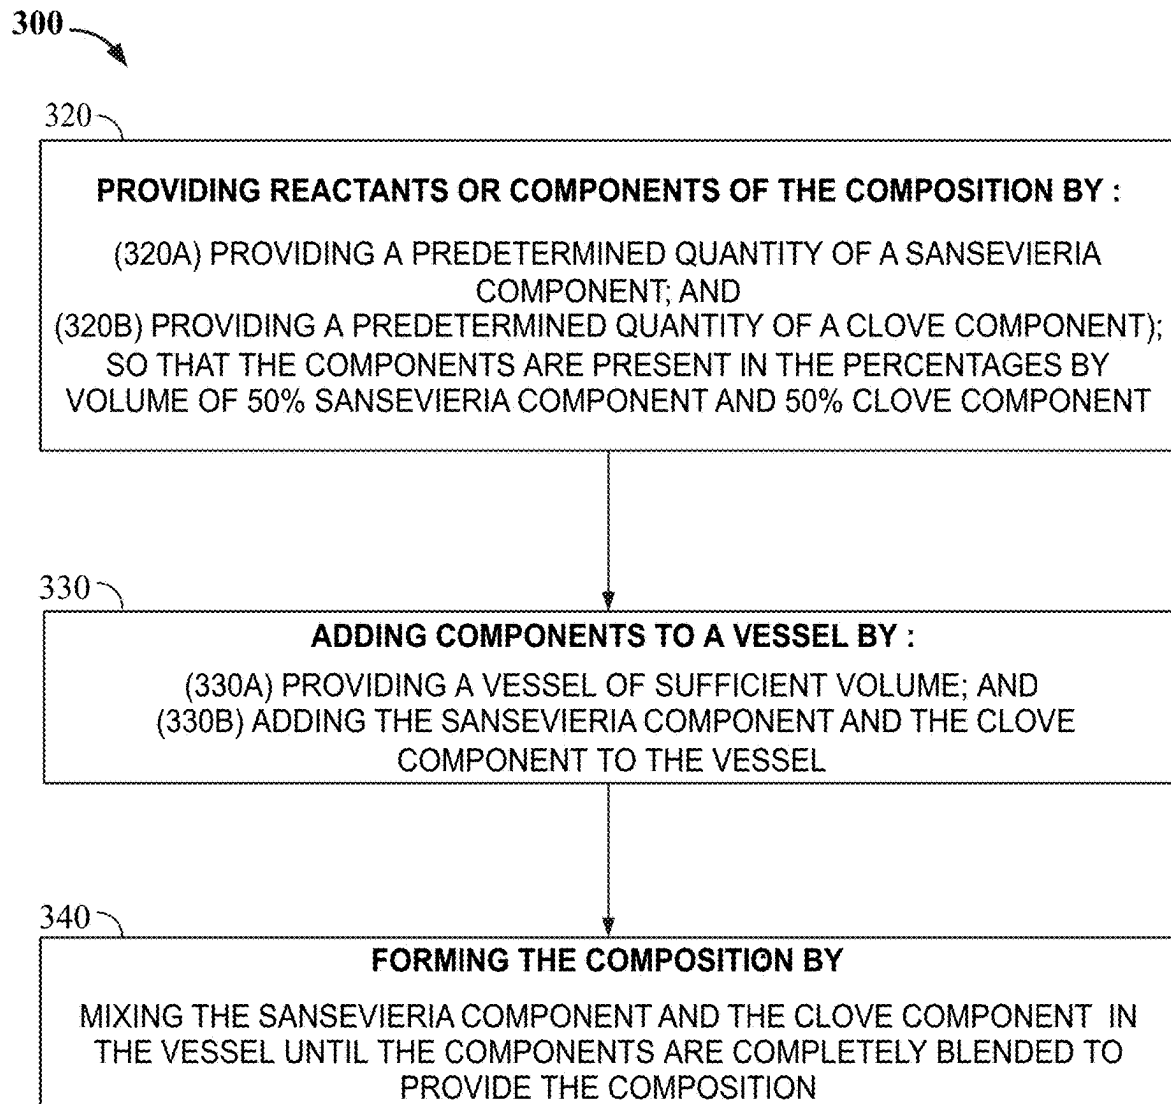 300
320
PROVIDING REACTANTS OR COMPONENTS OF THE COMPOSITION BY :
(320A) PROVIDING A PREDETERMINED QUANTITY OF A SANSEVIERIA
COMPONENT; AND
(320B) PROVIDING A PREDETERMINED QUANTITY OF A CLOVE COMPONENT);
SO THAT THE COMPONENTS ARE PRESENT IN THE PERCENTAGES BY
VOLUME OF 50% SANSEVIERIA COMPONENT AND 50% CLOVE COMPONENT
330
ADDING COMPONENTS TO A VESSEL BY :
(330A) PROVIDING A VESSEL OF SUFFICIENT VOLUME; AND
(330B) ADDING THE SANSEVIERIA COMPONENT AND THE CLOVE
COMPONENT TO THE VESSEL
340
FORMING THE COMPOSITION BY
MIXING THE SANSEVIERIA COMPONENT AND THE CLOVE COMPONENT IN
THE VESSEL UNTIL THE COMPONENTS ARE COMPLETELY BLENDED TO
PROVIDE THE COMPOSITION